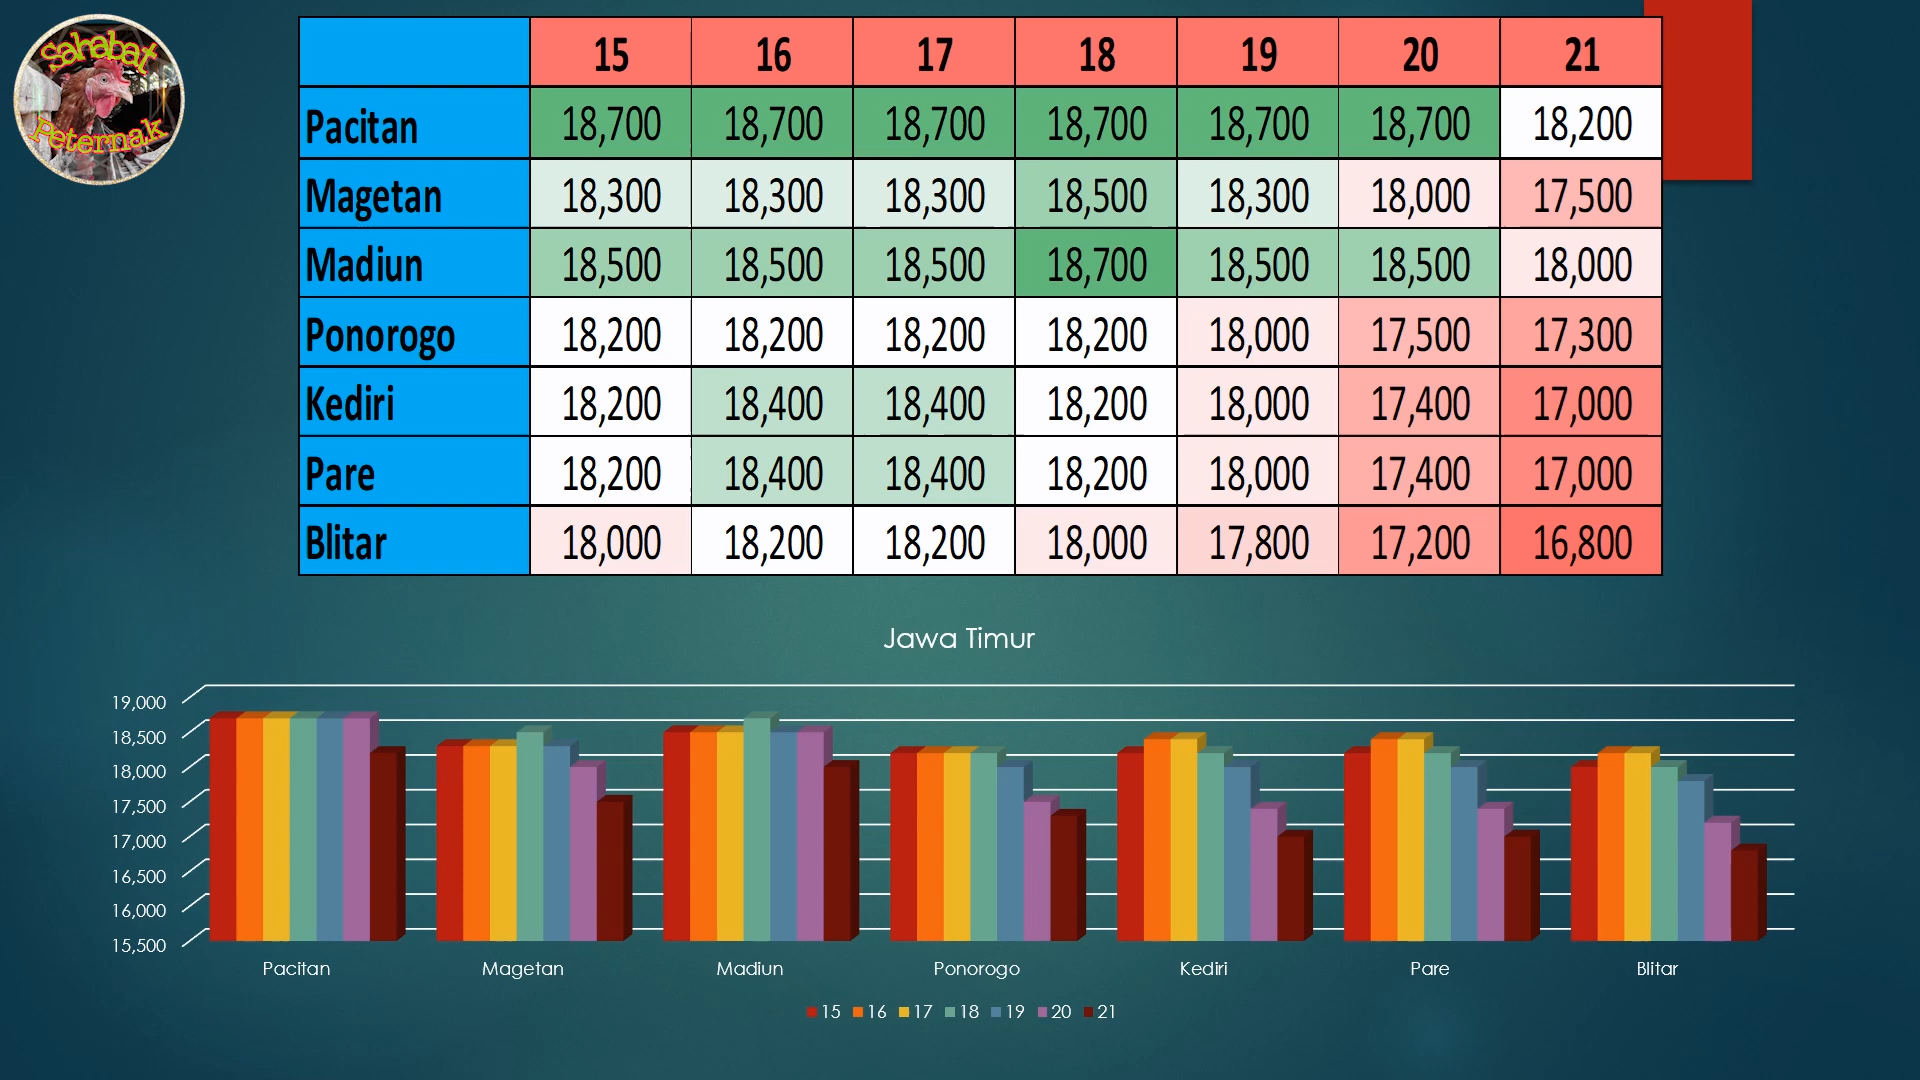 Sahabat
Peternak
15 16 17 18 19 20 21
Pacitan 18,700 18,700 18,700 18,700 18,700 18,700 18,200
Magetan 18,300 18,300 18,300 18,500 18,300 18,000 17,500
Madiun 18,500 18,500 18,500 18,700 18,500 18,500 18,000
Ponorogo 18,200 18,200 18,200 18,200 18,000 17,500 17,300
Kediri 18,200 18,400 18,400 18,200 18,000 17,400 17,000
Pare 18,200 18,400 18,400 18,200 18,000 17,400 17,000
Blitar 18,000 18,200 18,200 18,000 17,800 17,200 16,800
Jawa Timur
19,000
18,500
18,000
17,500
17,000
16,500
16,000
15,500
Pacitan Magetan Madiun Ponorogo Kediri Pare Blitar
15 16 17 18 19 20 21